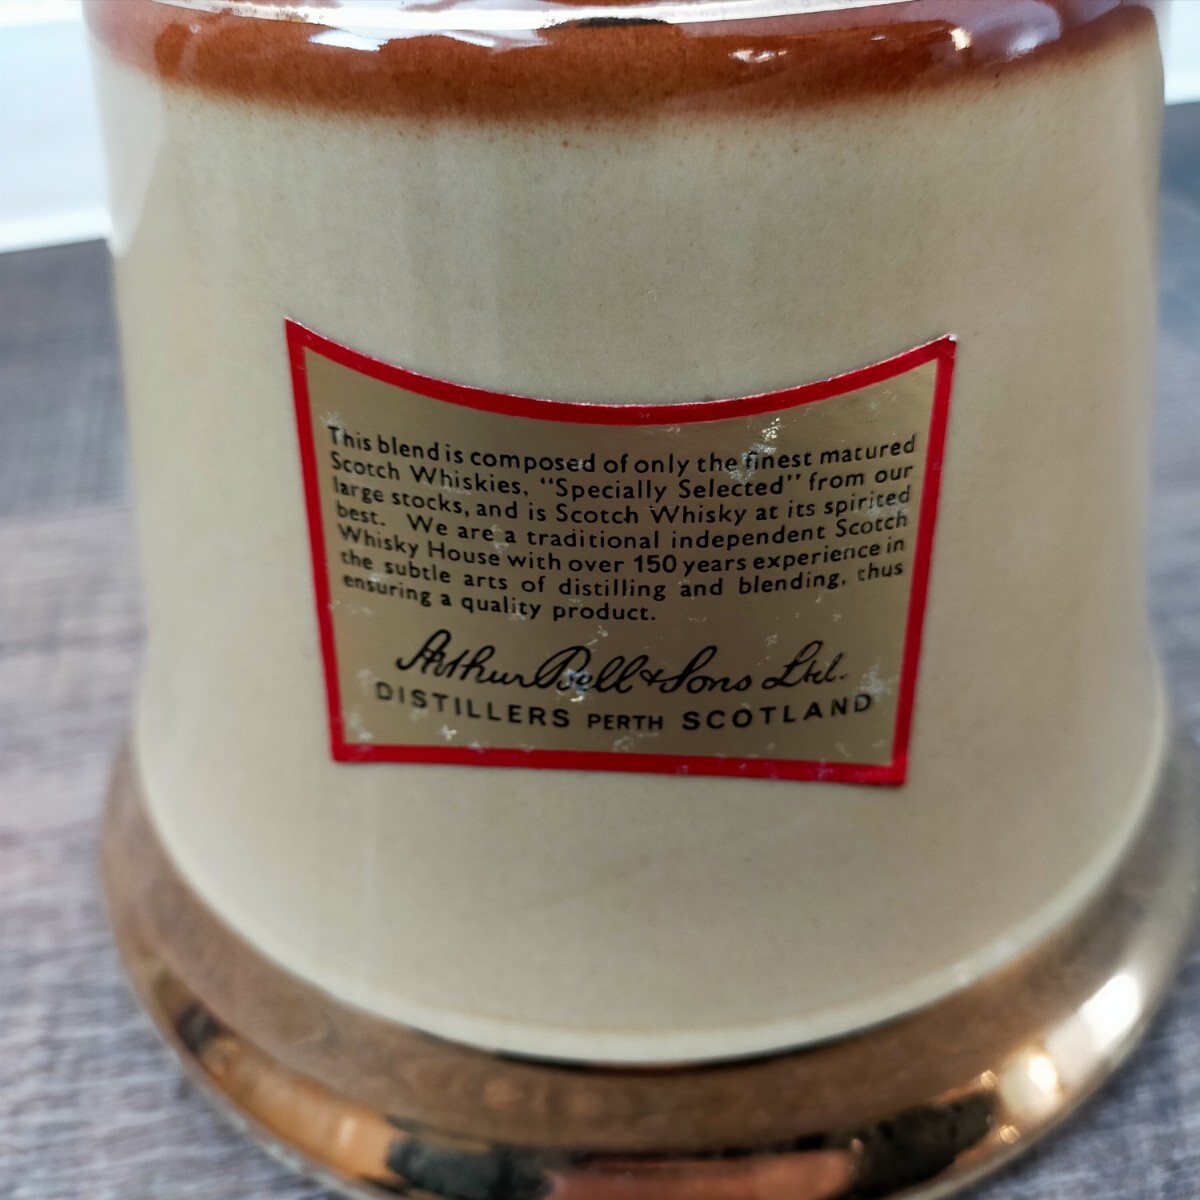 This blend is composed of only the finest matured
Scotch Whiskies, “Specially Selected” from our
large stocks, and is Scotch Whisky at its spirited
best. We are a traditional independent Scotch
Whisky House with over 150 years experience in
the subtle arts of distilling and blending, thus
ensuring a quality product.
Arthur Bell & Sons Ltd.
DISTILLERS PERTH SCOTLAND